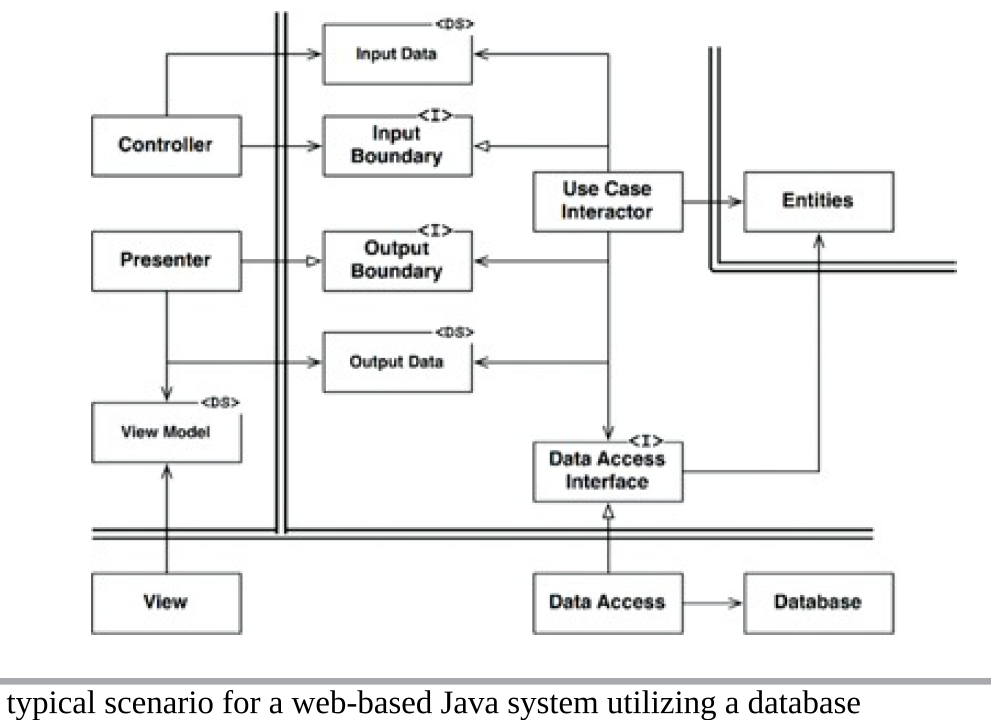 <DS>
Input Data
<I>
Controller
Input
Boundary
Use Case
Interactor
Entities
<I>
Presenter
Output
Boundary
<DS>
Output Data
<DS>
View Model
<I>
Data Access
Interface
View
Data Access
Database
typical scenario for a web-based Java system utilizing a database